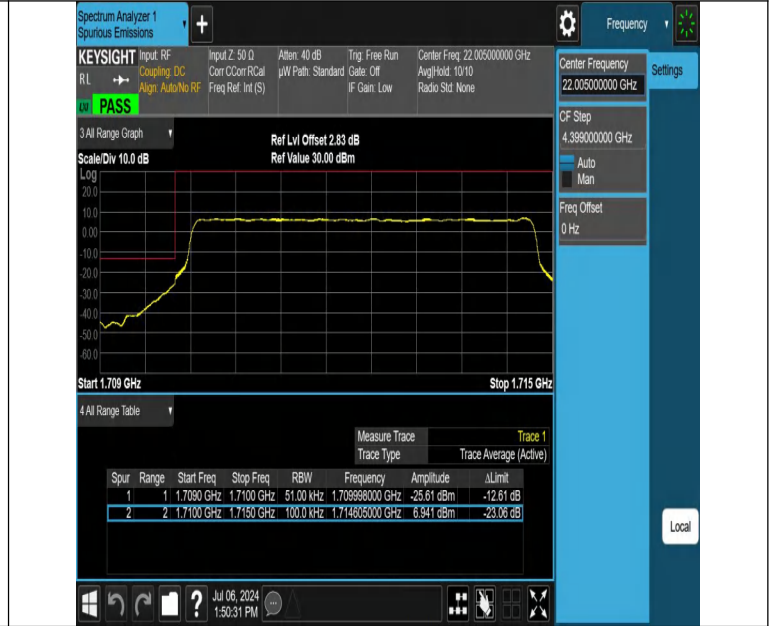 Spectrum Analyzer 1
Spurious Emissions
+
Frequency
KEYSIGHT
RL
PASS
Input: RF
Coupling: DC
Align: Auto/No RF
Input Z: 50 Ω
Corr CCorr RCal
Freq Ref: Int (S)
Atten: 40 dB
µW Path: Standard
Trig: Free Run
Gate: Off
IF Gain: Low
Center Freq: 22.005000000 GHz
Avg|Hold: 10/10
Radio Std: None
Center Frequency
22.005000000 GHz
Settings
CF Step
4.399000000 GHz
Auto
Man
Freq Offset
0 Hz
3 All Range Graph
Scale/Div 10.0 dB
Ref Lvl Offset 2.83 dB
Ref Value 30.00 dBm
Log
20.0
10.0
0.00
-10.0
-20.0
-30.0
-40.0
-50.0
-60.0
Start 1.709 GHz
Stop 1.715 GHz
4 All Range Table
Measure Trace Trace 1
Trace Type Trace Average (Active)
Spur Range Start Freq Stop Freq RBW Frequency Amplitude ∆Limit
1 1 1.7090 GHz 1.7100 GHz 51.00 kHz 1.709998000 GHz -25.61 dBm -12.61 dB
2 2 1.7100 GHz 1.7150 GHz 100.0 kHz 1.714605000 GHz 6.941 dBm -23.06 dB
Local
?
Jul 06, 2024
1:50:31 PM